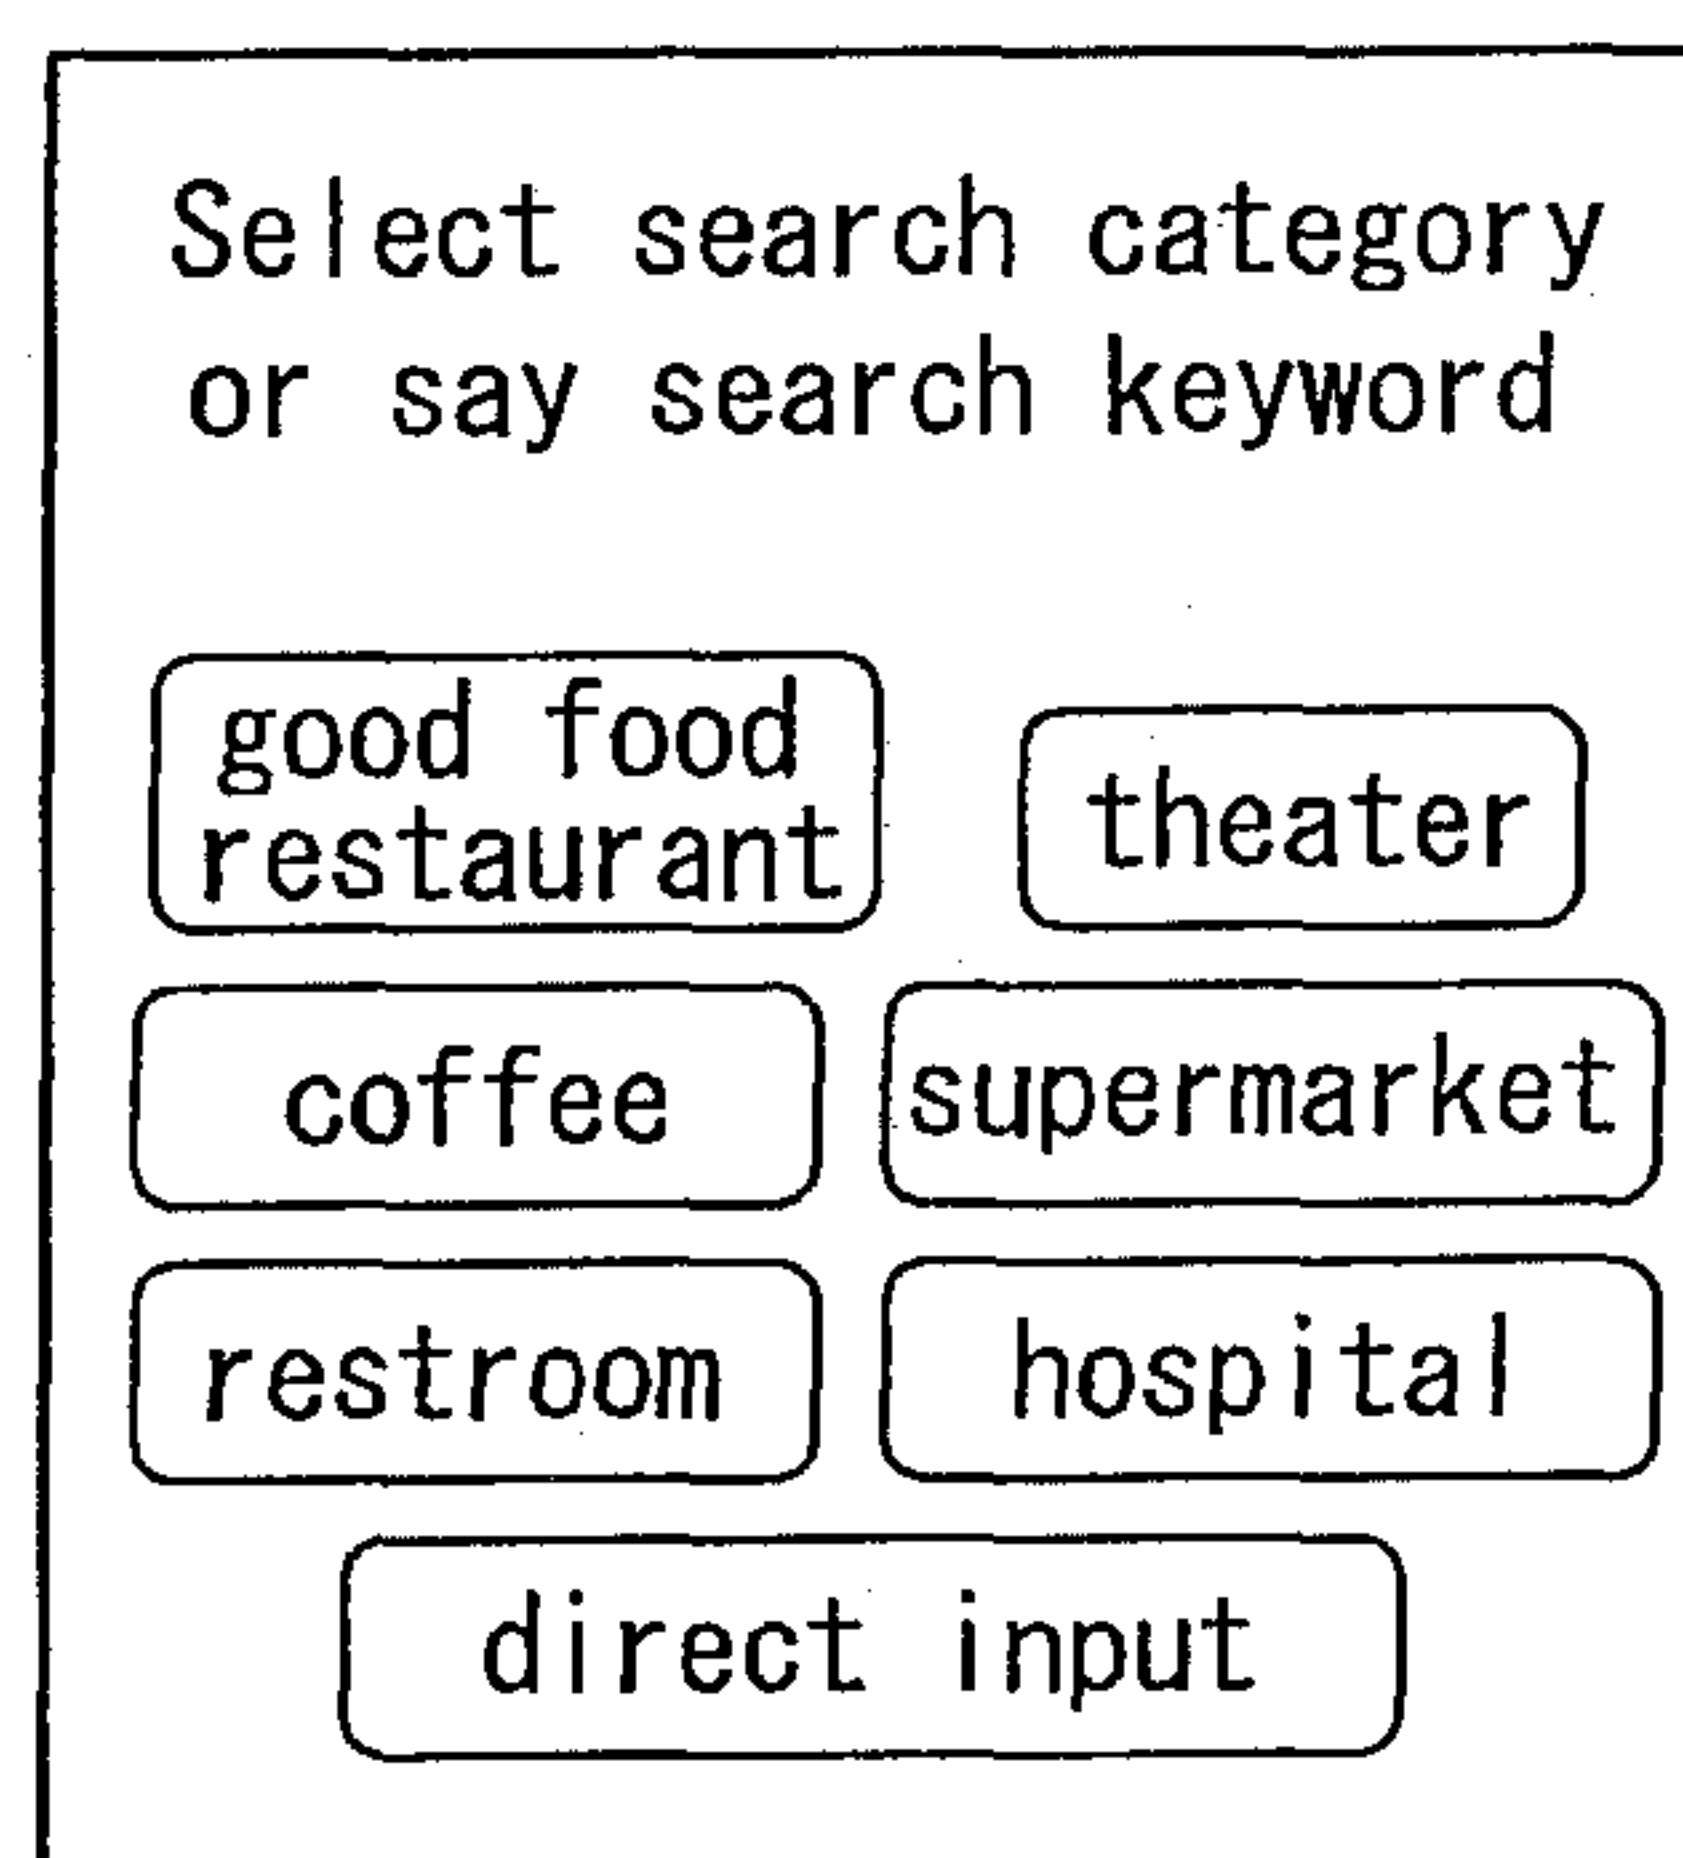 Select search category
or say search keyword
good food
restaurant
theater
coffee
supermarket
restroom
hospital
direct input